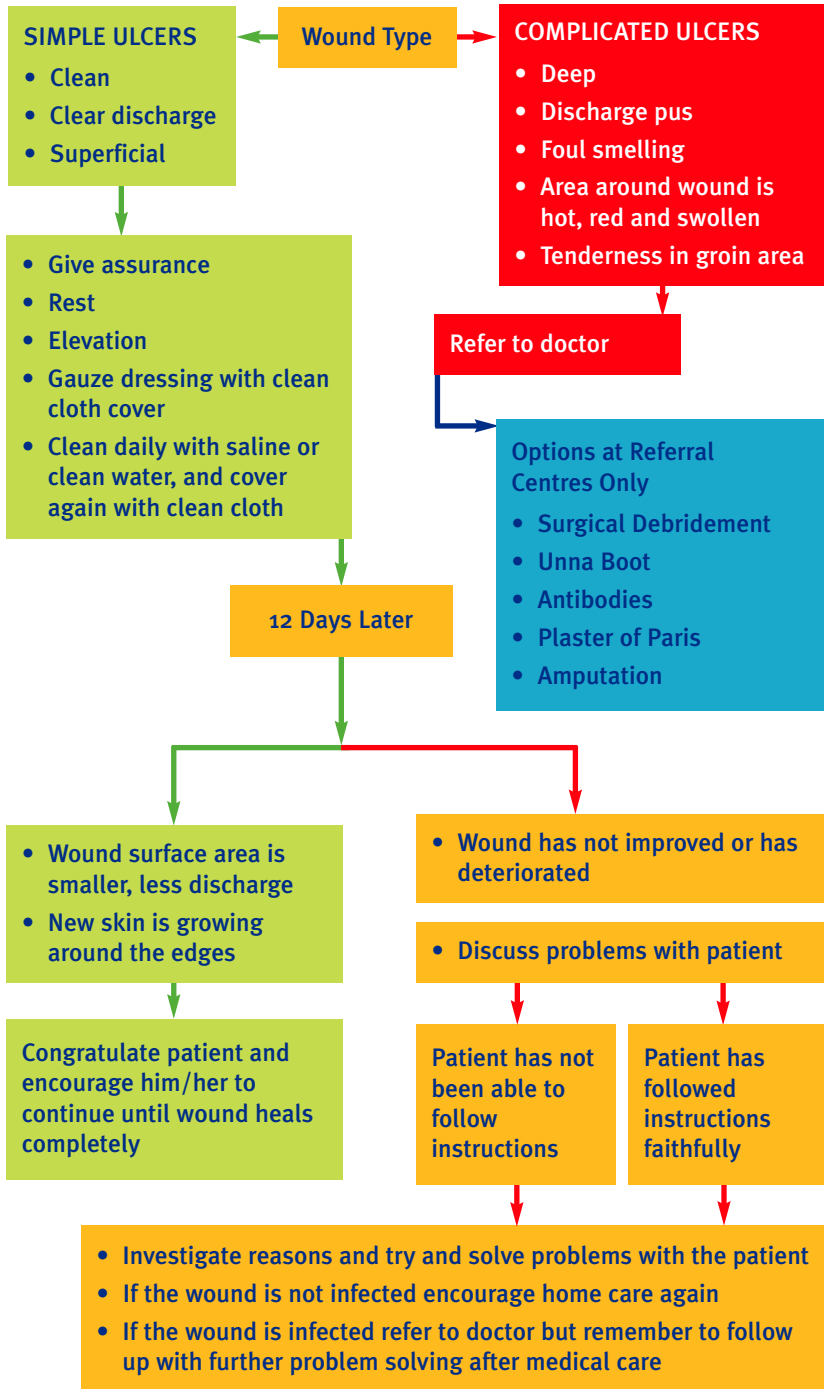 Wound Type
SIMPLE ULCERS
• Clean
• Clear discharge
• Superficial
COMPLICATED ULCERS
• Deep
• Discharge pus
• Foul smelling
• Area around wound is
hot, red and swollen
• Tenderness in groin area
• Give assurance
• Rest
• Elevation
• Gauze dressing with clean
cloth cover
• Clean daily with saline or
clean water, and cover
again with clean cloth
Refer to doctor
Options at Referral
Centres Only
• Surgical Debridement
• Unna Boot
• Antibodies
• Plaster of Paris
• Amputation
12 Days Later
• Wound surface area is
smaller, less discharge
• New skin is growing
around the edges
Congratulate patient and
encourage him/her to
continue until wound heals
completely
• Wound has not improved or has
deteriorated
• Discuss problems with patient
Patient has not
been able to
follow
instructions
Patient has
followed
instructions
faithfully
• Investigate reasons and try and solve problems with the patient
• If the wound is not infected encourage home care again
• If the wound is infected refer to doctor but remember to follow
up with further problem solving after medical care